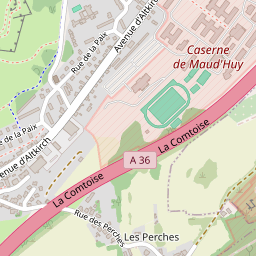 Rue de la Paix
Avenue d'Altkirch
Caserne
de Maud'Huy
La Comtoise
Rue de la Paix
Avenue d'Altkirch
A 36
La Comtoise
Rue des Perches
Les Perches